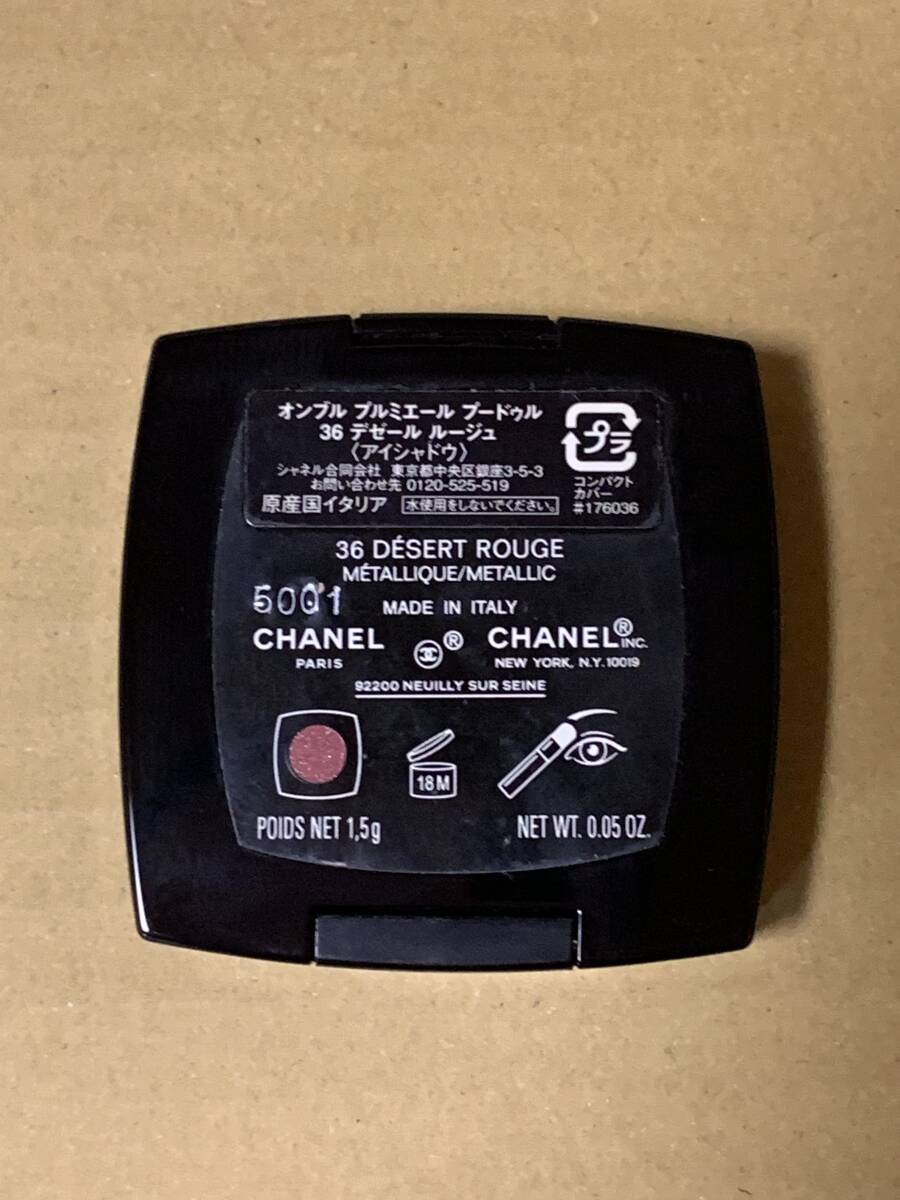 オンブル プルミエール プードゥル
36 デゼール ルージュ
〈アイシャドウ〉
シャネル合同会社 東京都中央区銀座3-5-3
お問い合わせ先 0120-525-519
原産国イタリア 水使用をしないでください。
プラ
コンパクト
カバー
#176036
36 DÉSERT ROUGE
MÉTALLIQUE/METALLIC
5001 MADE IN ITALY
CHANEL ® CHANEL® INC.
PARIS NEW YORK, N.Y. 10019
92200 NEUILLY SUR SEINE
18M
POIDS NET 1,5g NET WT. 0.05 OZ.